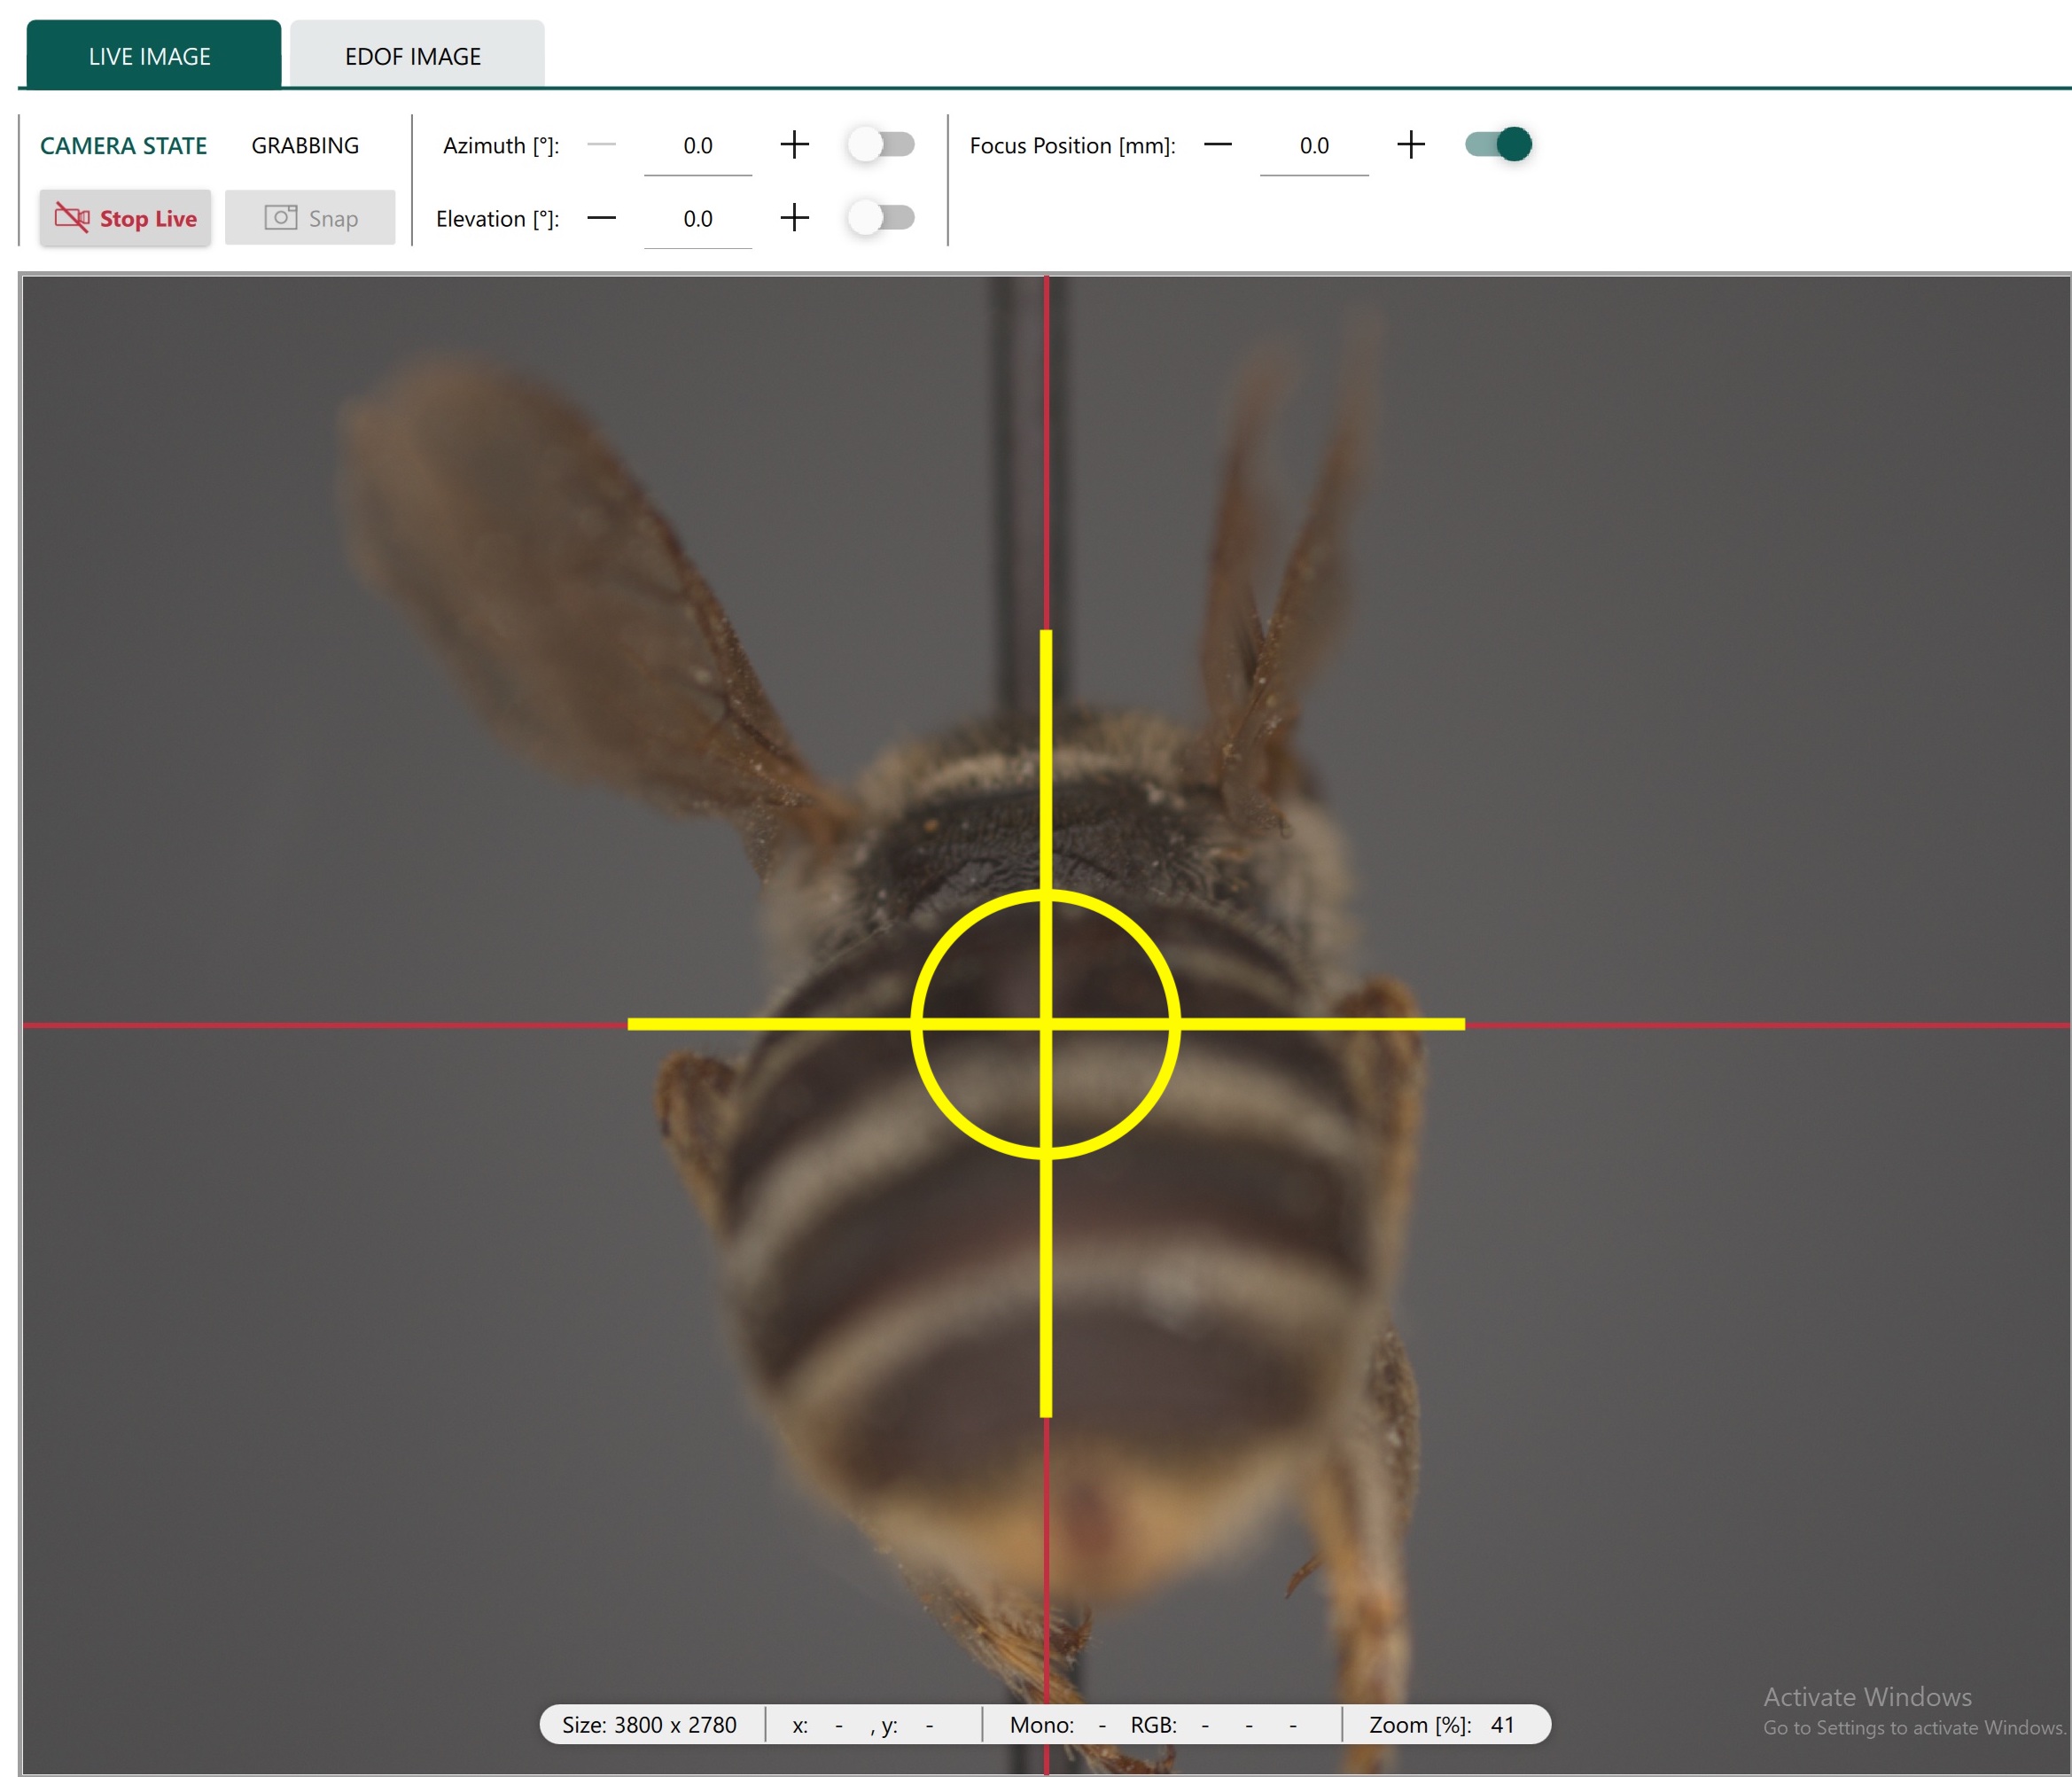 LIVE IMAGE EDOF IMAGE
CAMERA STATE GRABBING Azimuth [°]: 0.0 Focus Position [mm]: 0.0
Stop Live Snap Elevation [°]: 0.0
Size: 3800 x 2780 x: - , y: - Mono: - RGB: - - - Zoom [%]: 41
Activate Windows
Go to Settings to activate Windows.